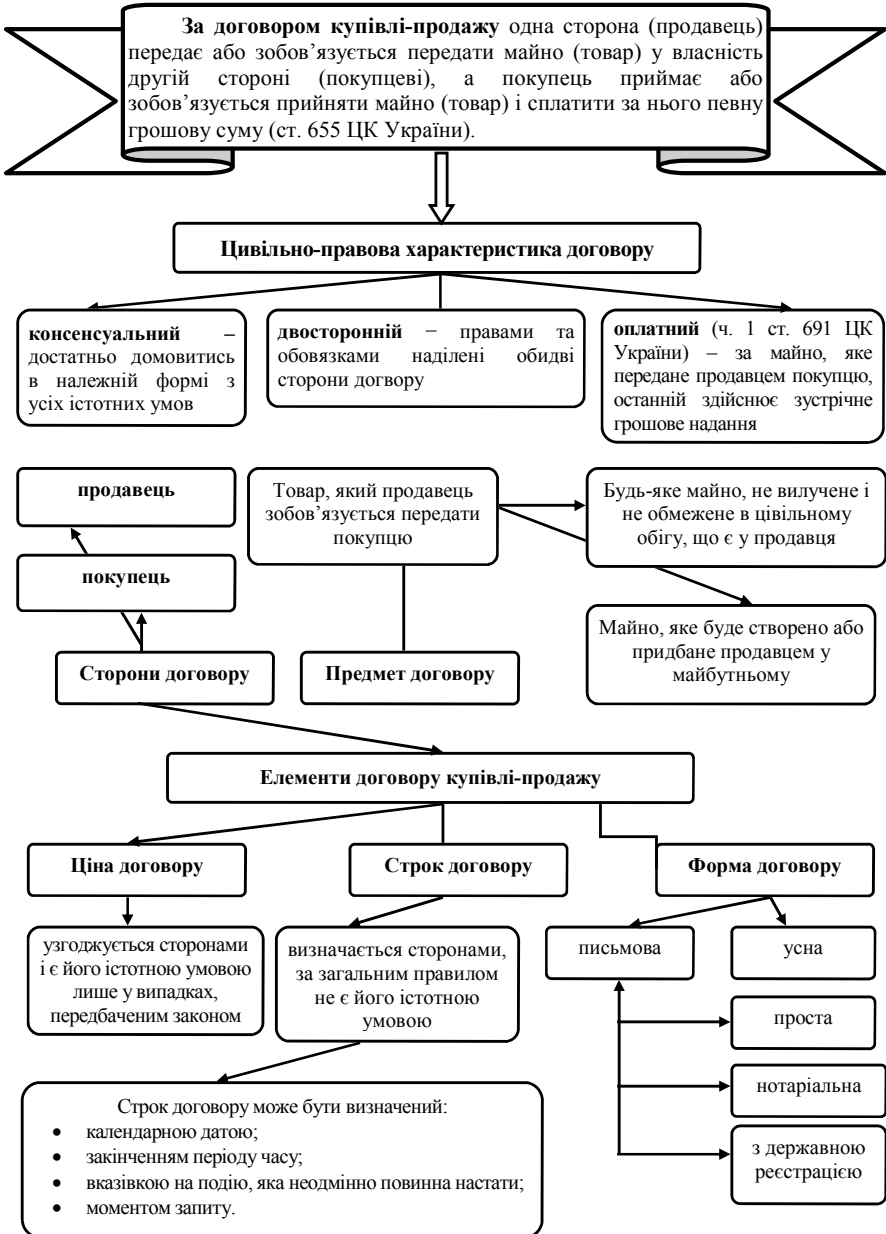 За договором купівлі-продажу одна сторона (продавець)
передає або зобов’язується передати майно (товар) у власність
другій стороні (покупцеві), а покупець приймає або
зобов’язується прийняти майно (товар) і сплатити за нього певну
грошову суму (ст. 655 ЦК України).
Цивільно-правова характеристика договору
консенсуальний –
достатньо домовитись
в належній формі з
усіх істотних умов
двосторонній – правами та
обовязками наділені обидві
сторони догвору
оплатний (ч. 1 ст. 691 ЦК
України) – за майно, яке
передане продавцем покупцю,
останній здійснює зустрічне
грошове надання
продавець
покупець
Сторони договору
Товар, який продавець
зобов’язується передати
покупцю
Предмет договору
Будь-яке майно, не вилучене і
не обмежене в цівільному
обігу, що є у продавця
Майно, яке буде створено або
придбане продавцем у
майбутньому
Елементи договору купівлі-продажу
Ціна договору
Строк договору
Форма договору
узгоджується сторонами
і є його істотною умовою
лише у випадках,
передбаченим законом
визначається сторонами,
за загальним правилом
не є його істотною
умовою
письмова
усна
проста
нотаріальна
з державною
реєстрацією
Строк договору може бути визначений:
• календарною датою;
• закінченням періоду часу;
• вказівкою на подію, яка неодмінно повинна настати;
• моментом запиту.